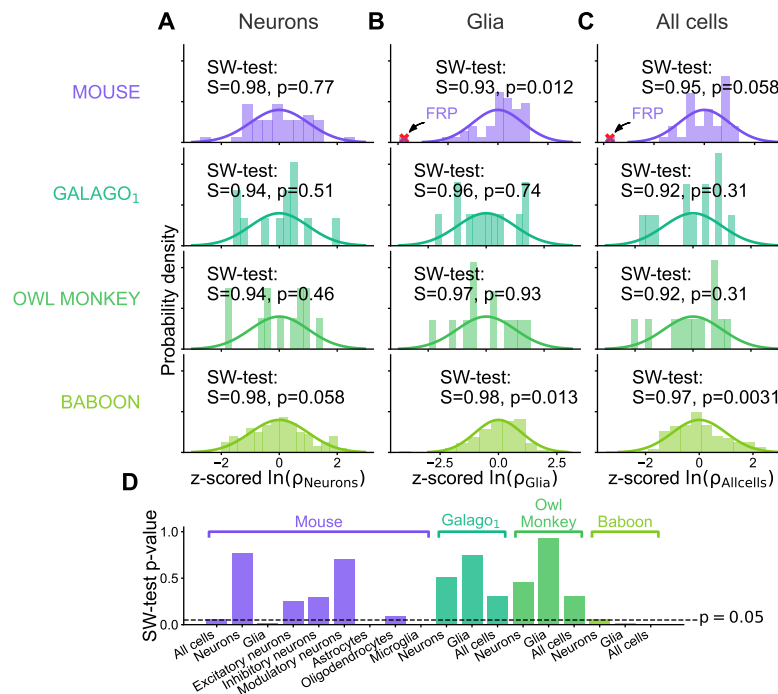 A Neurons B Glia C All cells
MOUSE
SW-test:
S=0.98, p=0.77
SW-test:
S=0.93, p=0.012
FRP
SW-test:
S=0.95, p=0.058
FRP
GALAGO₁
SW-test:
S=0.94, p=0.51
SW-test:
S=0.96, p=0.74
SW-test:
S=0.92, p=0.31
Probability density
OWL MONKEY
SW-test:
S=0.94, p=0.46
SW-test:
S=0.97, p=0.93
SW-test:
S=0.92, p=0.31
BABOON
SW-test:
S=0.98, p=0.058
SW-test:
S=0.98, p=0.013
SW-test:
S=0.97, p=0.0031
−2 0 2
−2.5 0.0 2.5
−2 0 2
z-scored ln(ρNeurons)
z-scored ln(ρGlia)
z-scored ln(ρAllcells)
D
Mouse
Galago₁
Owl
Monkey
Baboon
SW-test p-value
1.0
0.5
0.0
p = 0.05
All cells
Neurons
Glia
Excitatory neurons
Inhibitory neurons
Modulatory neurons
Astrocytes
Oligodendrocytes
Microglia
Neurons
Glia
All cells
Neurons
Glia
All cells
Neurons
Glia
All cells